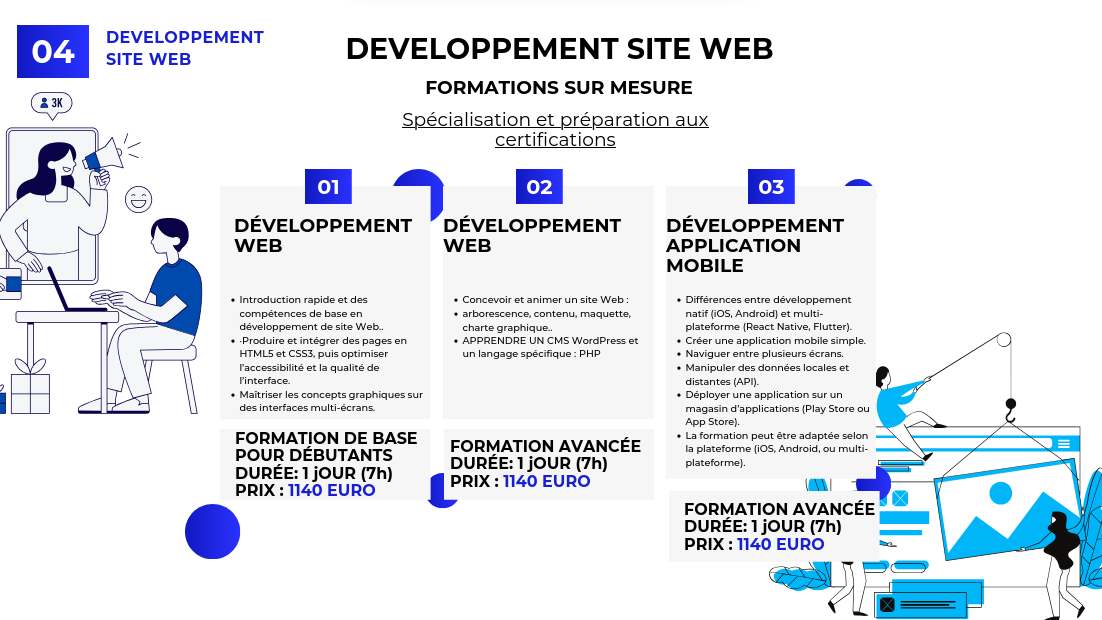 04
DEVELOPPEMENT
SITE WEB
3K
DEVELOPPEMENT SITE WEB
FORMATIONS SUR MESURE
Spécialisation et préparation aux
certifications
01
DÉVELOPPEMENT
WEB
• Introduction rapide et des
compétences de base en
développement de site Web..
• ·Produire et intégrer des pages en
HTML5 et CSS3, puis optimiser
l'accessibilité et la qualité de
l'interface.
• Maîtriser les concepts graphiques sur
des interfaces multi-écrans.
FORMATION DE BASE
POUR DÉBUTANTS
DURÉE: 1 jOUR (7h)
PRIX : 1140 EURO
02
DÉVELOPPEMENT
WEB
• Concevoir et animer un site Web :
• arborescence, contenu, maquette,
charte graphique..
• APPRENDRE UN CMS WordPress et
un langage spécifique : PHP
FORMATION AVANCÉE
DURÉE: 1 jOUR (7h)
PRIX : 1140 EURO
03
DÉVELOPPEMENT
APPLICATION
MOBILE
• Différences entre développement
natif (iOS, Android) et multi-
plateforme (React Native, Flutter).
• Créer une application mobile simple.
• Naviguer entre plusieurs écrans.
• Manipuler des données locales et
distantes (API).
• Déployer une application sur un
magasin d'applications (Play Store ou
App Store).
• La formation peut être adaptée selon
la plateforme (iOS, Android, ou multi-
plateforme).
FORMATION AVANCÉE
DURÉE: 1 jOUR (7h)
PRIX : 1140 EURO